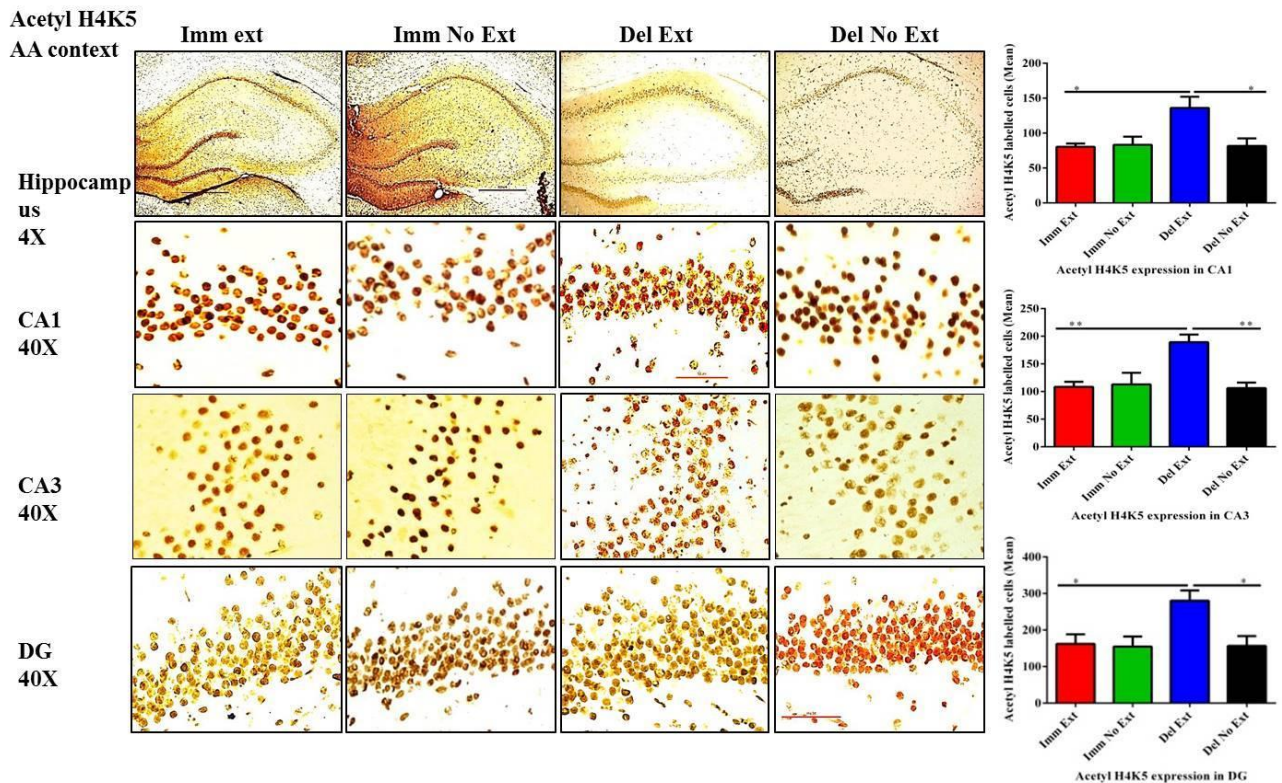 Acetyl H4K5
AA context
Imm ext
Imm No Ext
Del Ext
Del No Ext
Hippocamp
us
4X
CA1
40X
CA3
40X
DG
40X
Acetyl H4K5 labelled cells (Mean)
200
150
100
50
0
*
*
Imm Ext
Imm No Ext
Del Ext
Del No Ext
Acetyl H4K5 expression in CA1
Acetyl H4K5 labelled cells (Mean
250
200
150
100
50
0
**
**
Imm Ext
Imm No Ext
Del Ext
Del No Ext
Acetyl H4K5 expression in CA3
Acetyl H4K5 labelled cells (Mean)
400
300
200
100
0
*
*
Imm Ext
Imm No Ext
Del Ext
Del No Ext
Acetyl H4K5 expression in DG